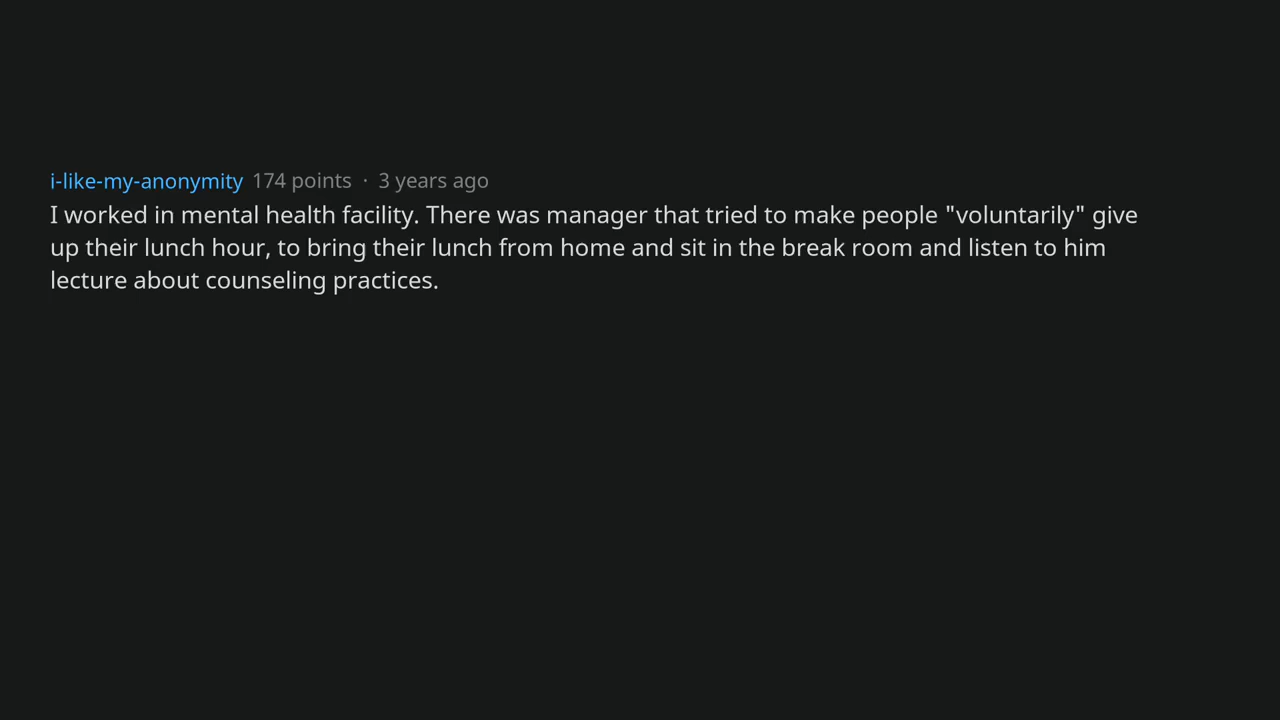 i-like-my-anonymity 174 points · 3 years ago
I worked in mental health facility. There was manager that tried to make people "voluntarily" give
up their lunch hour, to bring their lunch from home and sit in the break room and listen to him
lecture about counseling practices.